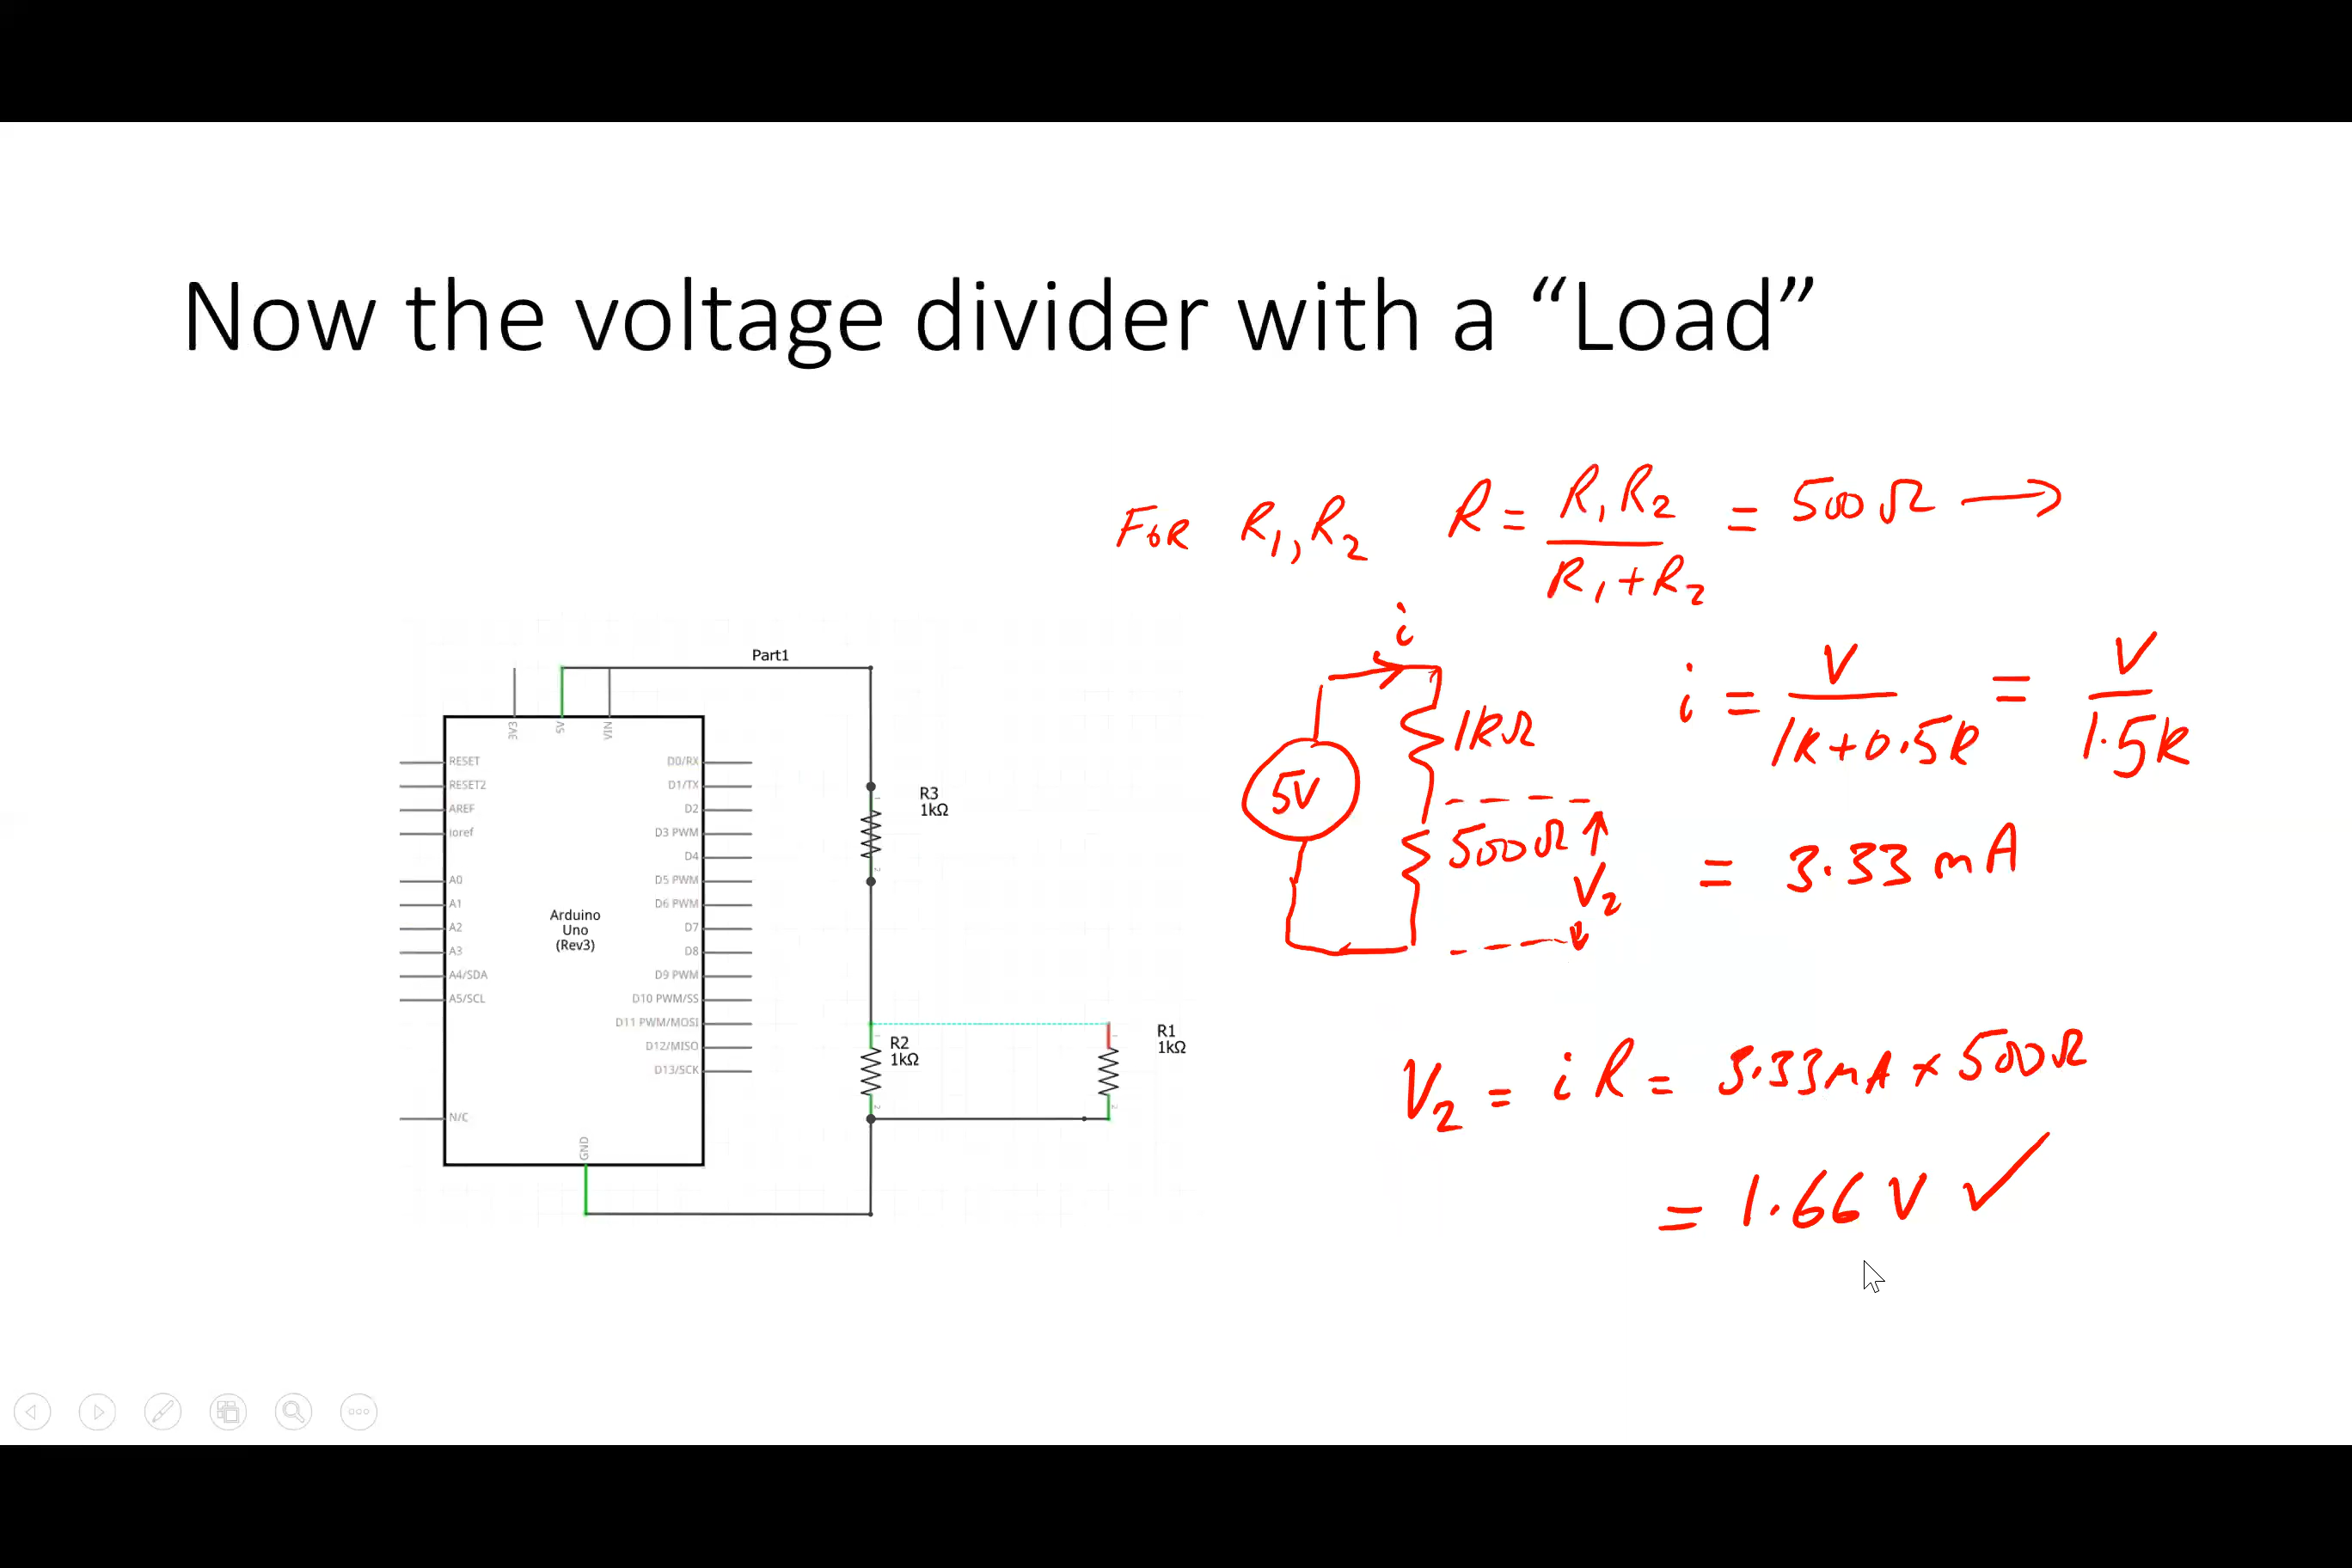 Now the voltage divider with a “Load”
FOR R1, R2 R = R1R2 / R1+R2 = 500Ω →
i
i = V / 1K+0.5K = V / 1.5K
1KΩ
5V
500Ω
V2
= 3.33 mA
V2 = i R = 3.33mA × 500Ω
= 1.66 V ✓
Part1
3V3
5V
VIN
RESET
RESET2
AREF
ioref
A0
A1
A2
A3
A4/SDA
A5/SCL
N/C
Arduino
Uno
(Rev3)
D0/RX
D1/TX
D2
D3 PWM
D4
D5 PWM
D6 PWM
D7
D8
D9 PWM
D10 PWM/SS
D11 PWM/MOSI
D12/MISO
D13/SCK
GND
R3
1kΩ
R2
1kΩ
R1
1kΩ